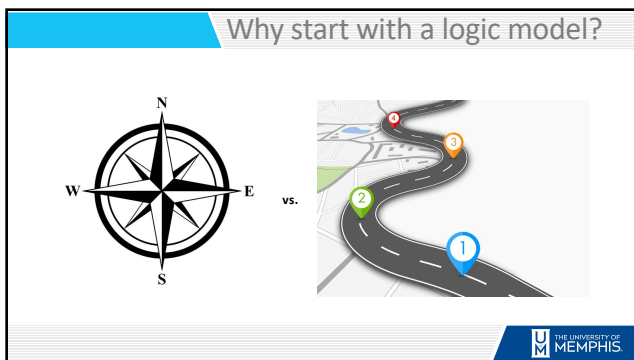 Why start with a logic model?
N
W
E
S
vs.
4
3
2
1
M
THE UNIVERSITY OF
MEMPHIS.